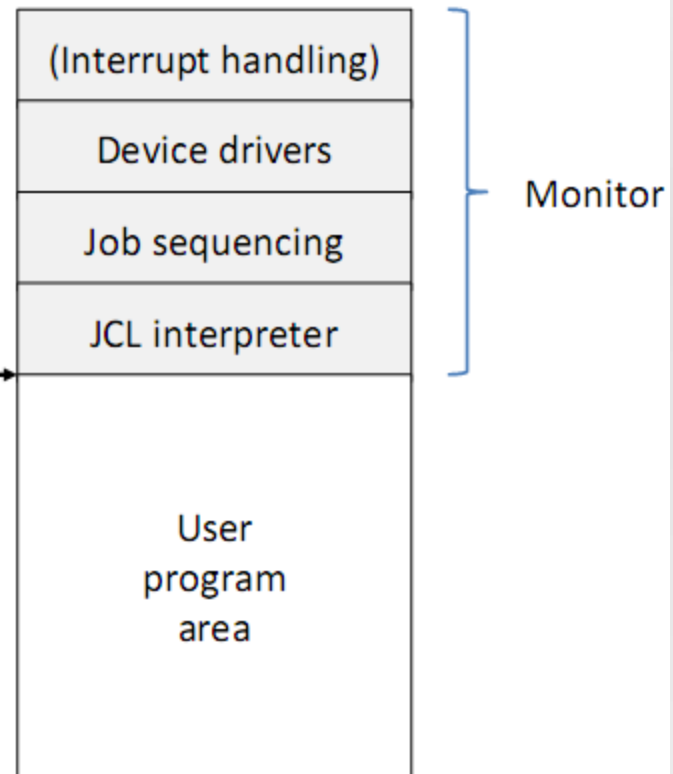 (Interrupt handling)
Device drivers
Monitor
Job sequencing
JCL interpreter
User
program
area